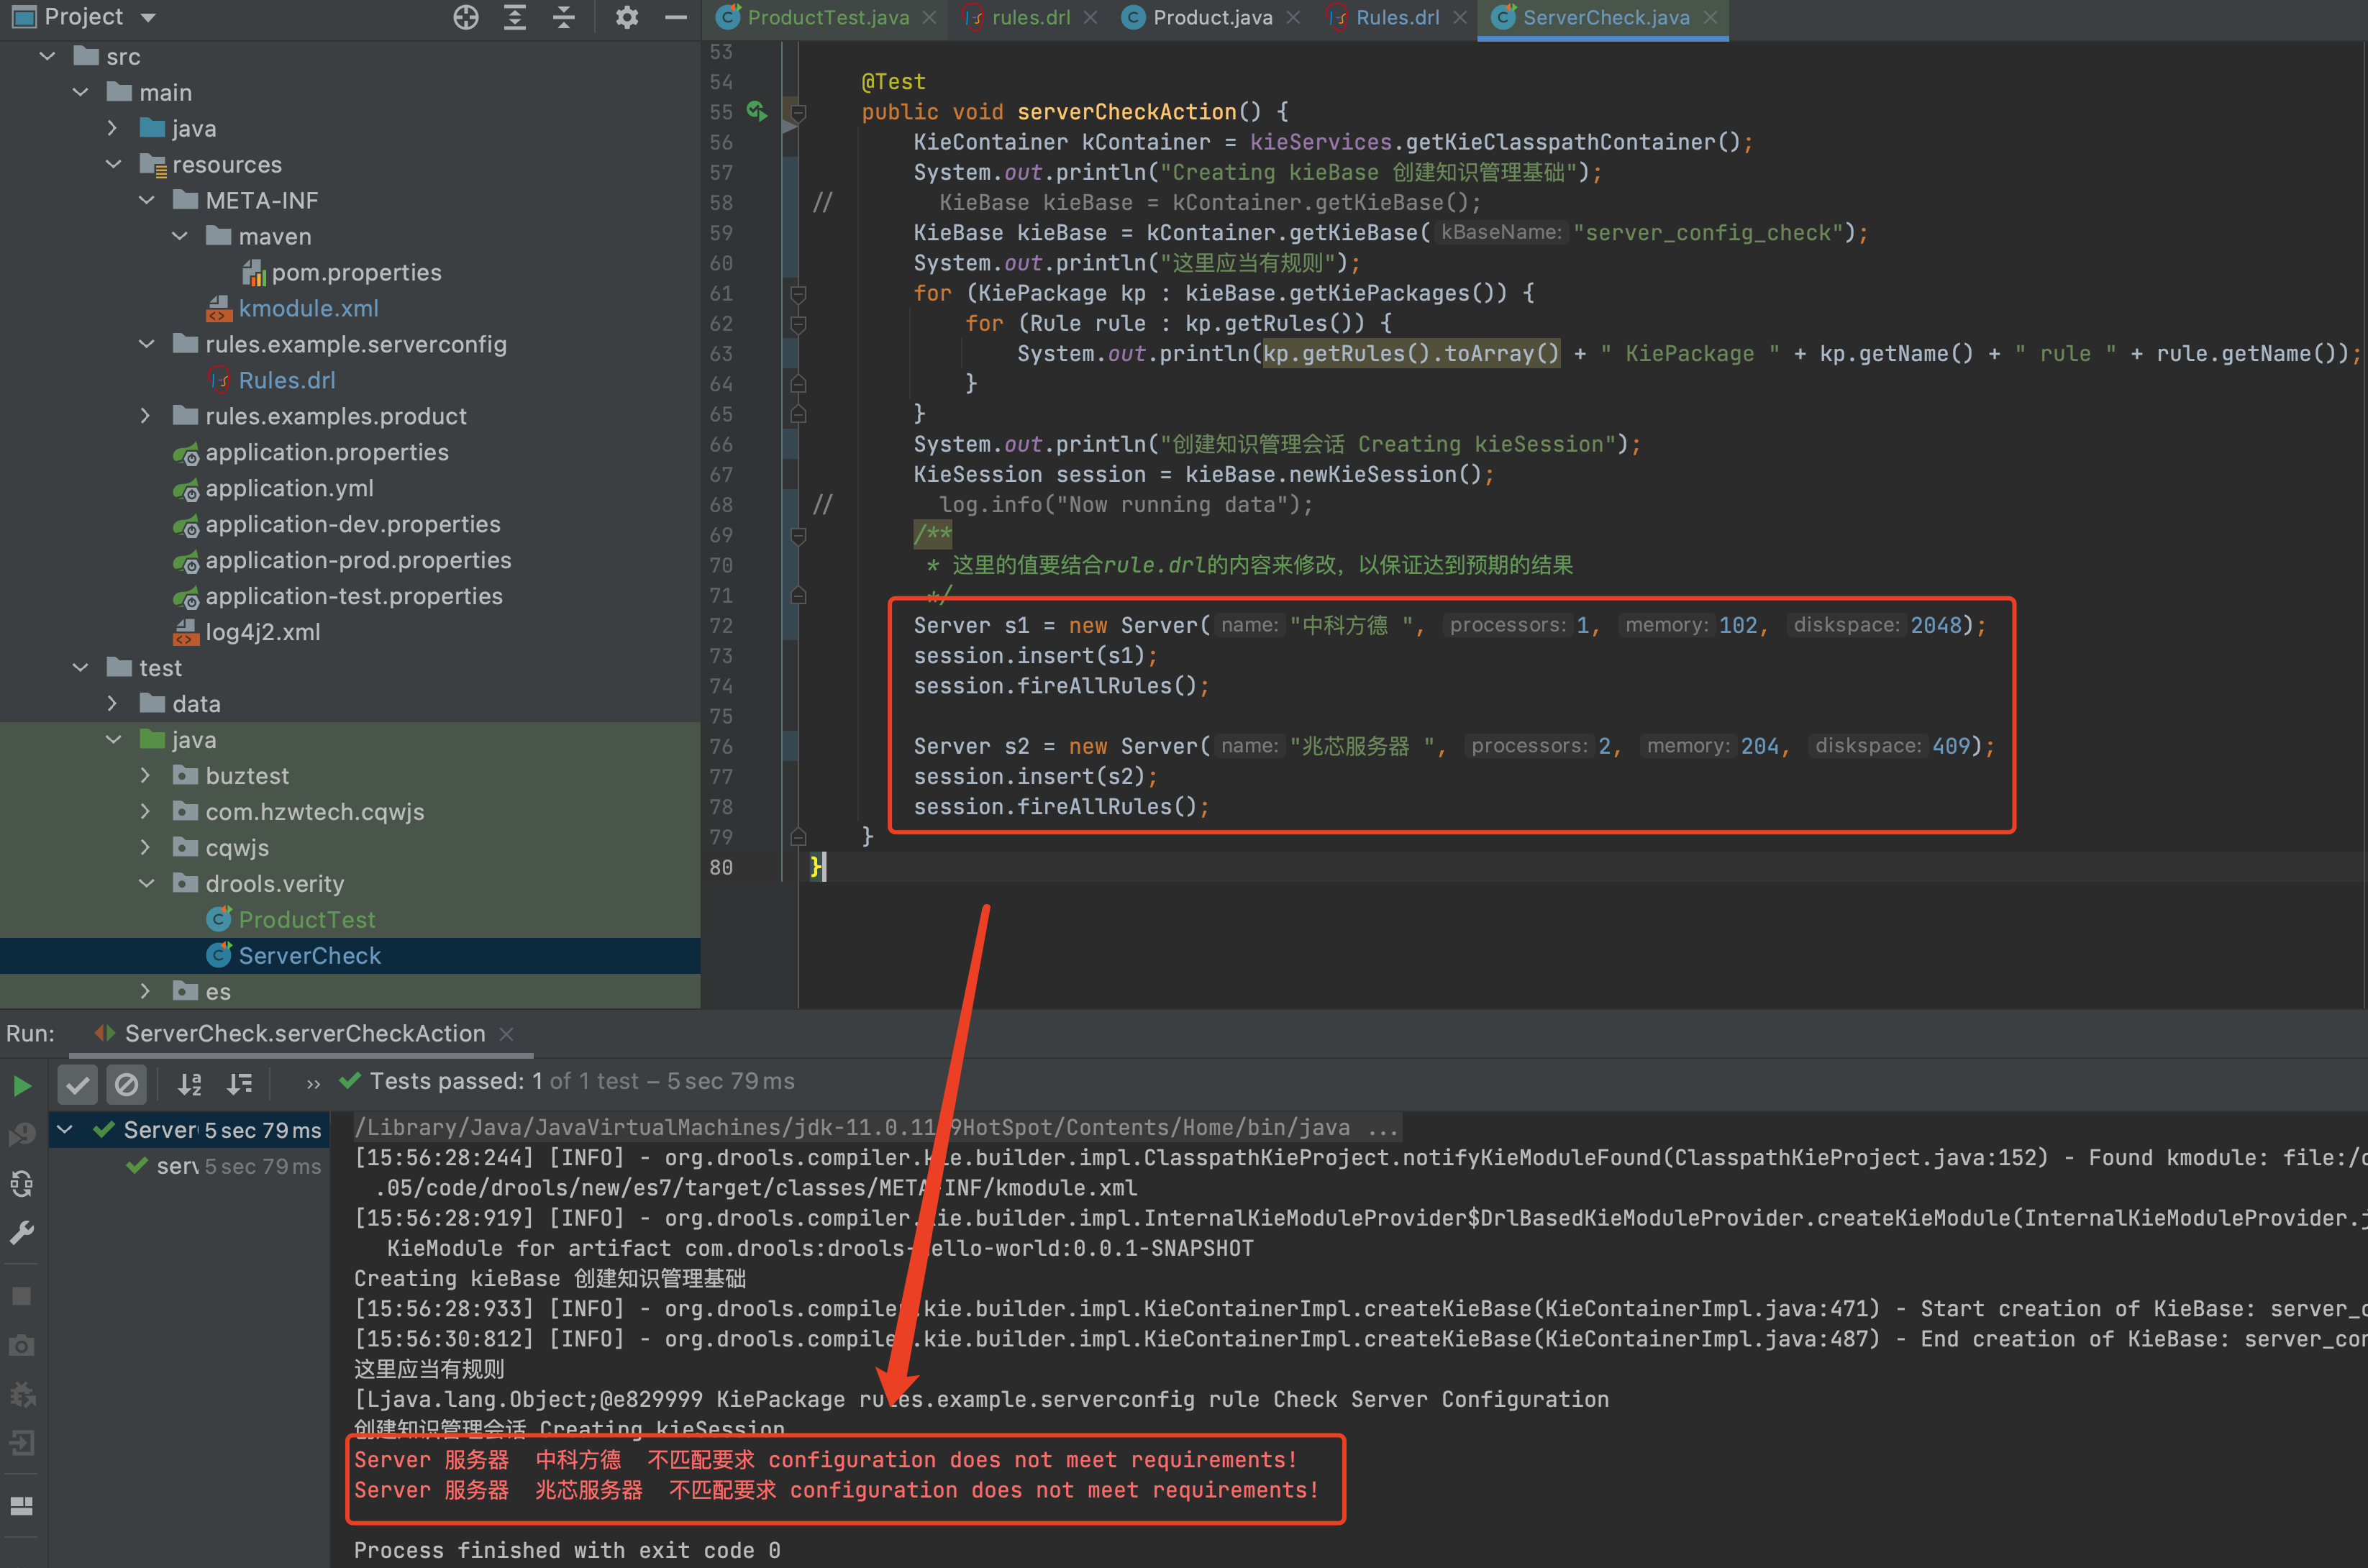 Project
src
main
java
resources
META-INF
maven
pom.properties
kmodule.xml
rules.example.serverconfig
Rules.drl
rules.examples.product
application.properties
application.yml
application-dev.properties
application-prod.properties
application-test.properties
log4j2.xml
test
data
java
buztest
com.hzwtech.cqwjs
cqwjs
drools.verity
ProductTest
ServerCheck
es
ProductTest.java
rules.drl
Product.java
Rules.drl
ServerCheck.java
53
54 @Test
55 public void serverCheckAction() {
56 KieContainer kContainer = kieServices.getKieClasspathContainer();
57 System.out.println("Creating kieBase 创建知识管理基础");
58 // KieBase kieBase = kContainer.getKieBase();
59 KieBase kieBase = kContainer.getKieBase( kBaseName: "server_config_check");
60 System.out.println("这里应当有规则");
61 for (KiePackage kp : kieBase.getKiePackages()) {
62 for (Rule rule : kp.getRules()) {
63 System.out.println(kp.getRules().toArray() + " KiePackage " + kp.getName() + " rule " + rule.getName());
64 }
65 }
66 System.out.println("创建知识管理会话 Creating kieSession");
67 KieSession session = kieBase.newKieSession();
68 // log.info("Now running data");
69 /**
70 * 这里的值要结合rule.drl的内容来修改，以保证达到预期的结果
71 */
72 Server s1 = new Server( name: "中科方德 ", processors: 1, memory: 102, diskspace: 2048);
73 session.insert(s1);
74 session.fireAllRules();
75
76 Server s2 = new Server( name: "兆芯服务器 ", processors: 2, memory: 204, diskspace: 409);
77 session.insert(s2);
78 session.fireAllRules();
79 }
80 }
Run: ServerCheck.serverCheckAction
Tests passed: 1 of 1 test – 5 sec 79 ms
Server 5 sec 79 ms
serv 5 sec 79 ms
/Library/Java/JavaVirtualMachines/jdk-11.0.11 9HotSpot/Contents/Home/bin/java ...
[15:56:28:244] [INFO] - org.drools.compiler.kie.builder.impl.ClasspathKieProject.notifyKieModuleFound(ClasspathKieProject.java:152) - Found kmodule: file:/
.05/code/drools/new/es7/target/classes/META-INF/kmodule.xml
[15:56:28:919] [INFO] - org.drools.compiler.kie.builder.impl.InternalKieModuleProvider$DrlBasedKieModuleProvider.createKieModule(InternalKieModuleProvider.j
KieModule for artifact com.drools:drools-hello-world:0.0.1-SNAPSHOT
Creating kieBase 创建知识管理基础
[15:56:28:933] [INFO] - org.drools.compiler.kie.builder.impl.KieContainerImpl.createKieBase(KieContainerImpl.java:471) - Start creation of KieBase: server_c
[15:56:30:812] [INFO] - org.drools.compiler.kie.builder.impl.KieContainerImpl.createKieBase(KieContainerImpl.java:487) - End creation of KieBase: server_con
这里应当有规则
[Ljava.lang.Object;@e829999 KiePackage rules.example.serverconfig rule Check Server Configuration
创建知识管理会话 Creating kieSession
Server 服务器 中科方德 不匹配要求 configuration does not meet requirements!
Server 服务器 兆芯服务器 不匹配要求 configuration does not meet requirements!
Process finished with exit code 0